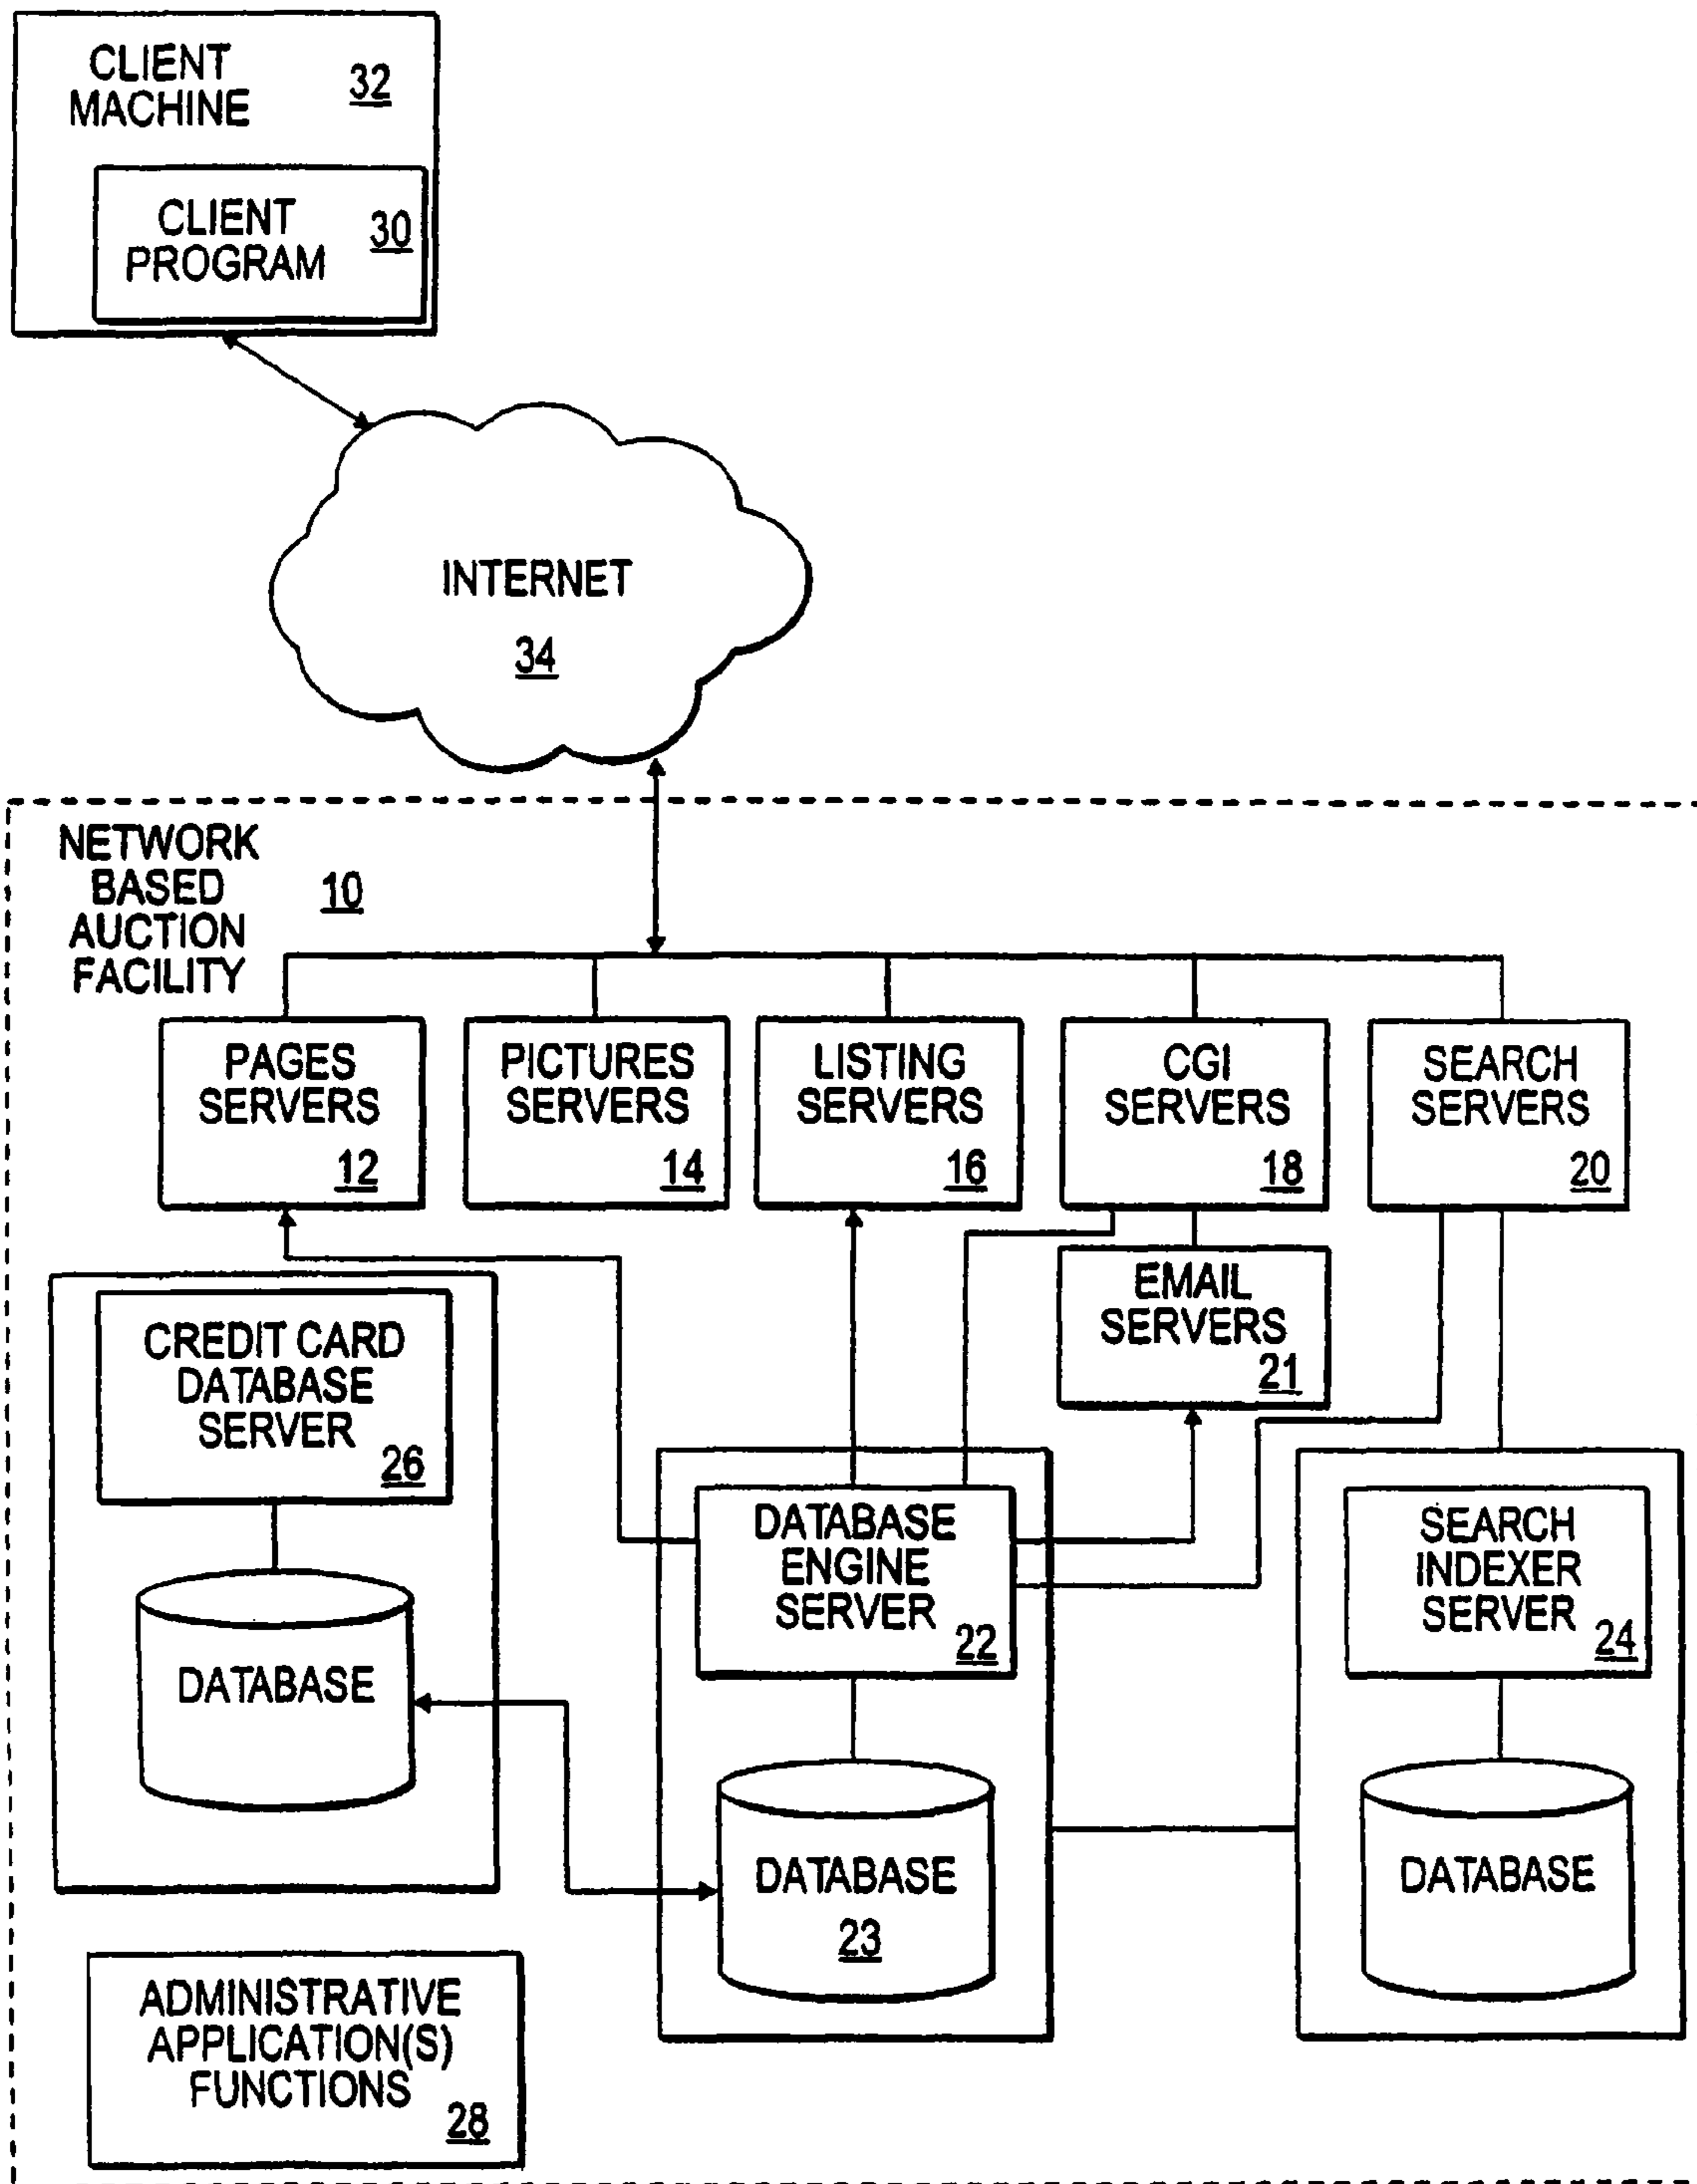 CLIENT
MACHINE
32
CLIENT
PROGRAM
30
INTERNET
34
NETWORK
BASED
AUCTION
FACILITY
10
PAGES
SERVERS
12
PICTURES
SERVERS
14
LISTING
SERVERS
16
CGI
SERVERS
18
SEARCH
SERVERS
20
EMAIL
SERVERS
21
CREDIT CARD
DATABASE
SERVER
26
DATABASE
DATABASE
ENGINE
SERVER
22
DATABASE
23
SEARCH
INDEXER
SERVER
24
DATABASE
ADMINISTRATIVE
APPLICATION(S)
FUNCTIONS
28